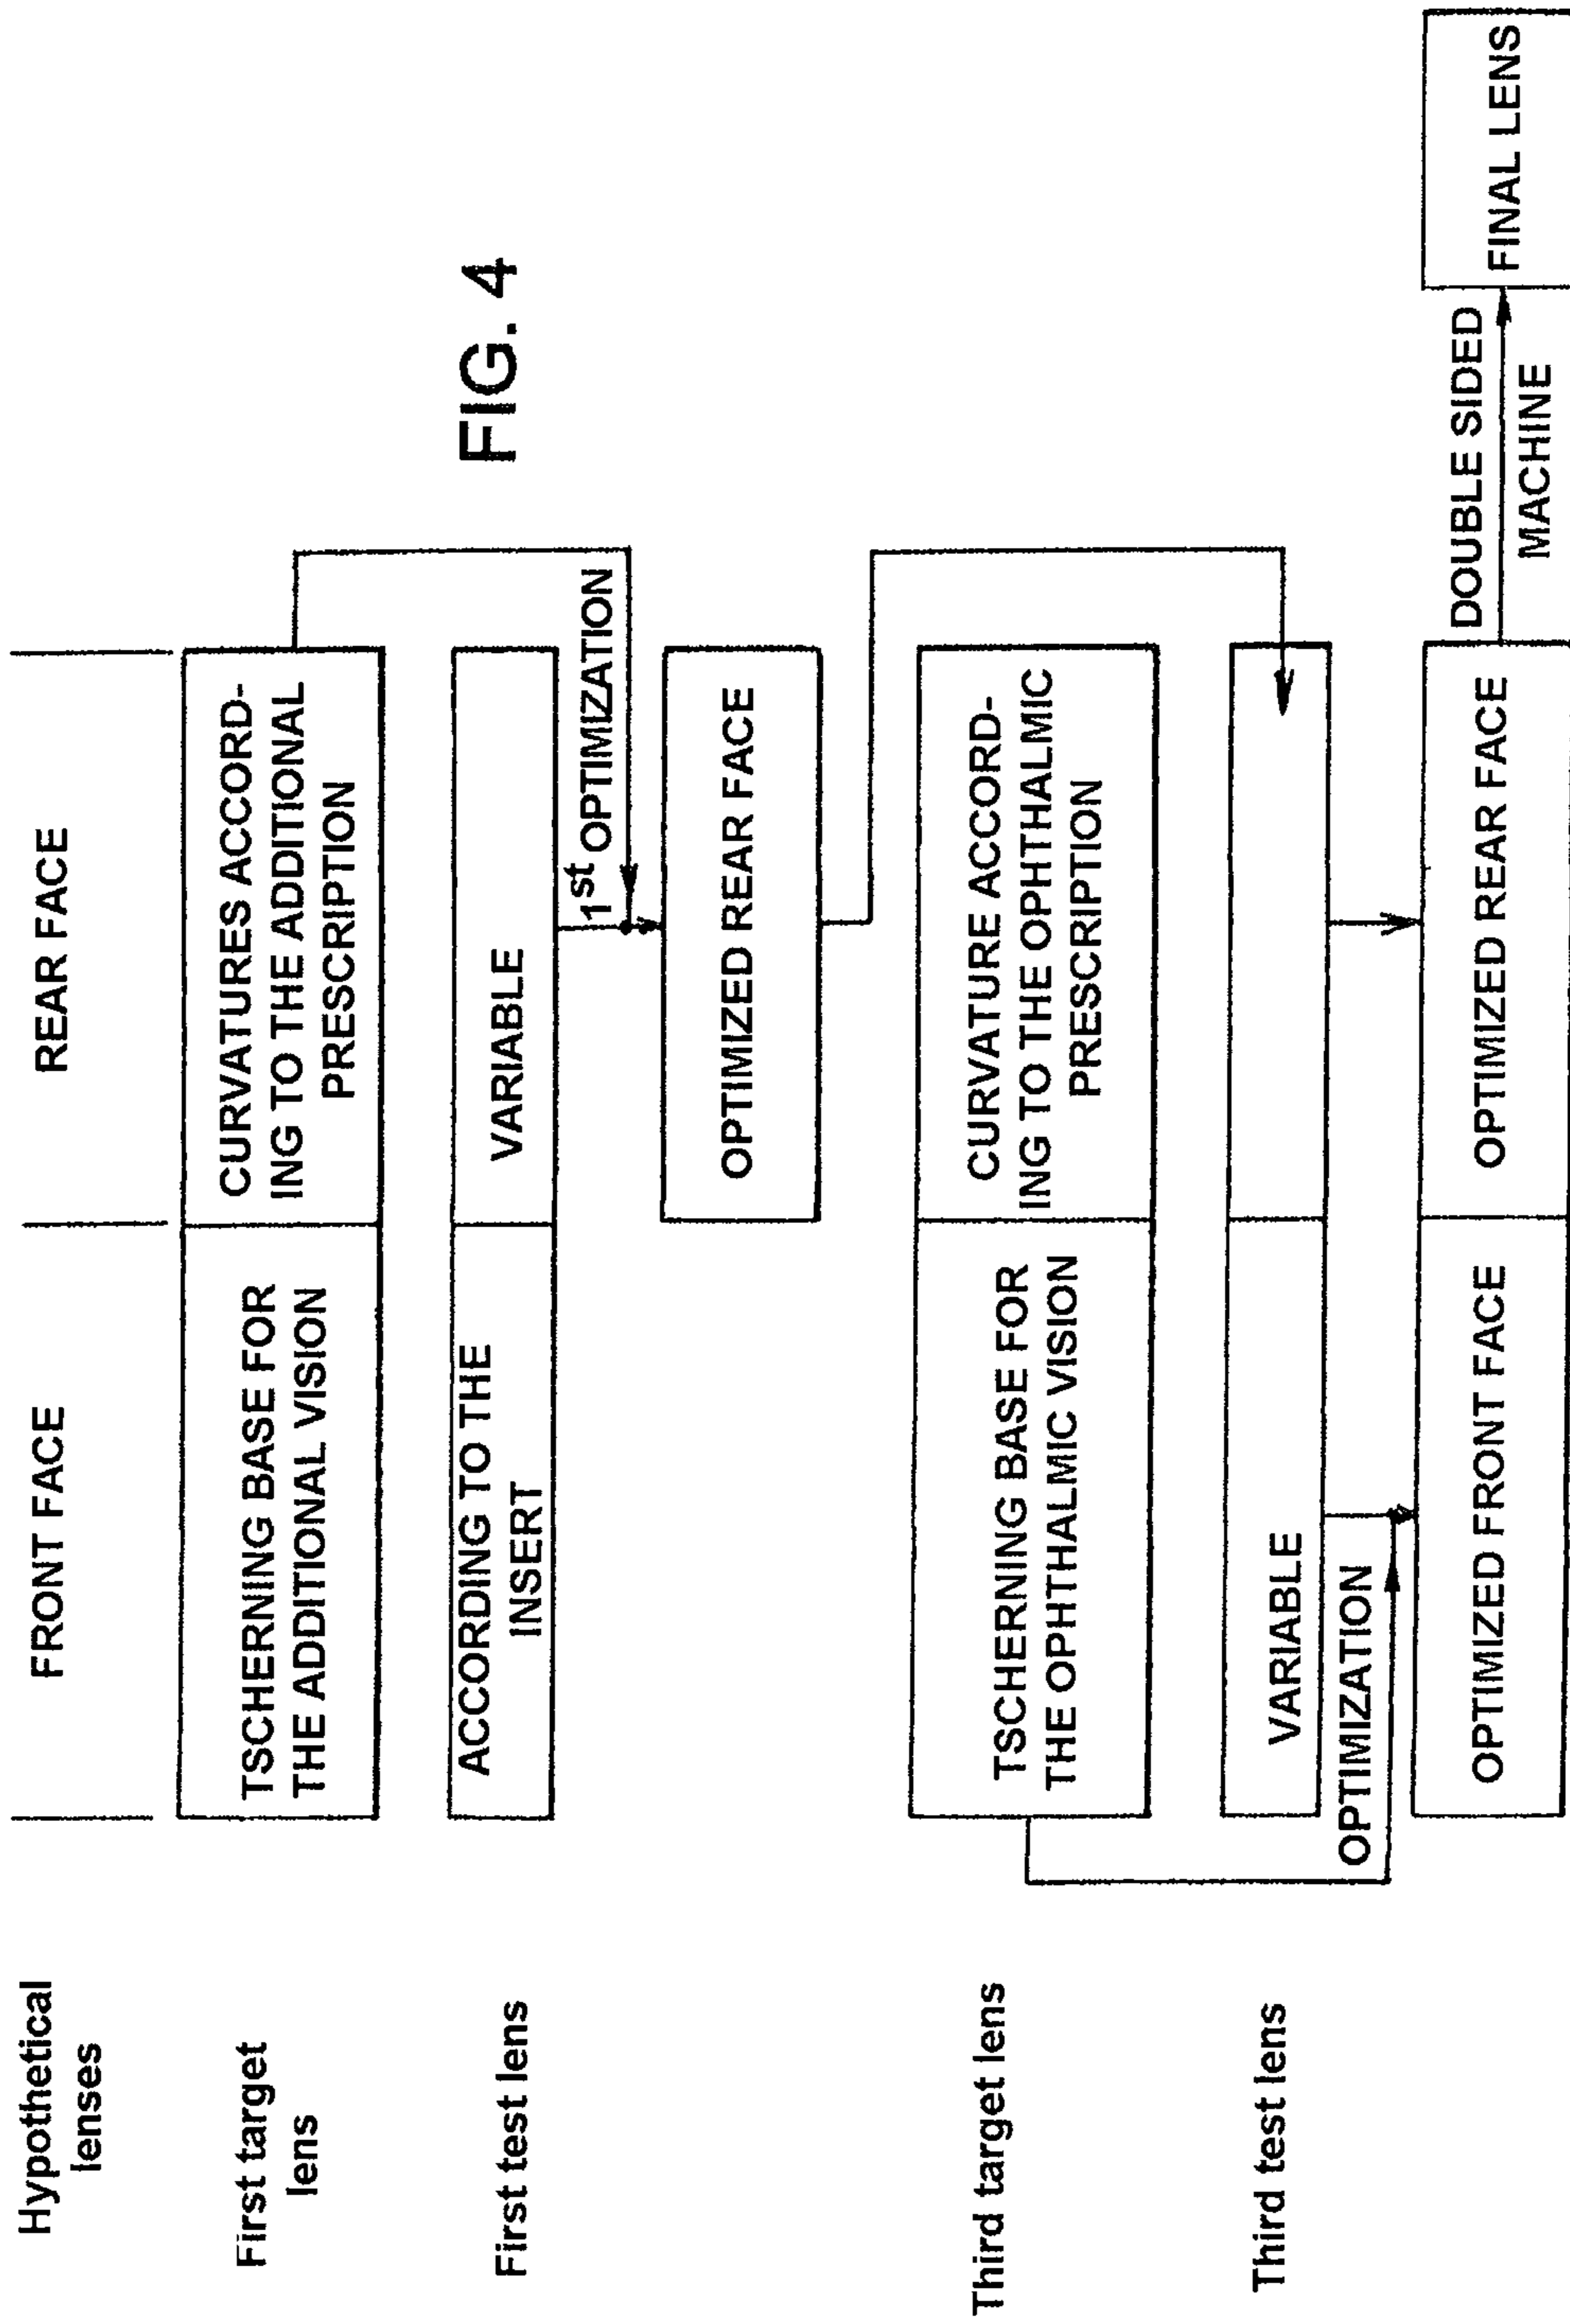 Hypothetical
lenses
FRONT FACE
REAR FACE
First target
lens
TSCHERNING BASE FOR
THE ADDITIONAL VISION
CURVATURES ACCORD-
ING TO THE ADDITIONAL
PRESCRIPTION
First test lens
ACCORDING TO THE
INSERT
VARIABLE
FIG. 4
1st OPTIMIZATION
OPTIMIZED REAR FACE
Third target lens
TSCHERNING BASE FOR
THE OPHTHALMIC VISION
CURVATURE ACCORD-
ING TO THE OPHTHALMIC
PRESCRIPTION
Third test lens
VARIABLE
OPTIMIZATION
OPTIMIZED FRONT FACE
OPTIMIZED REAR FACE
DOUBLE SIDED
MACHINE
FINAL LENS